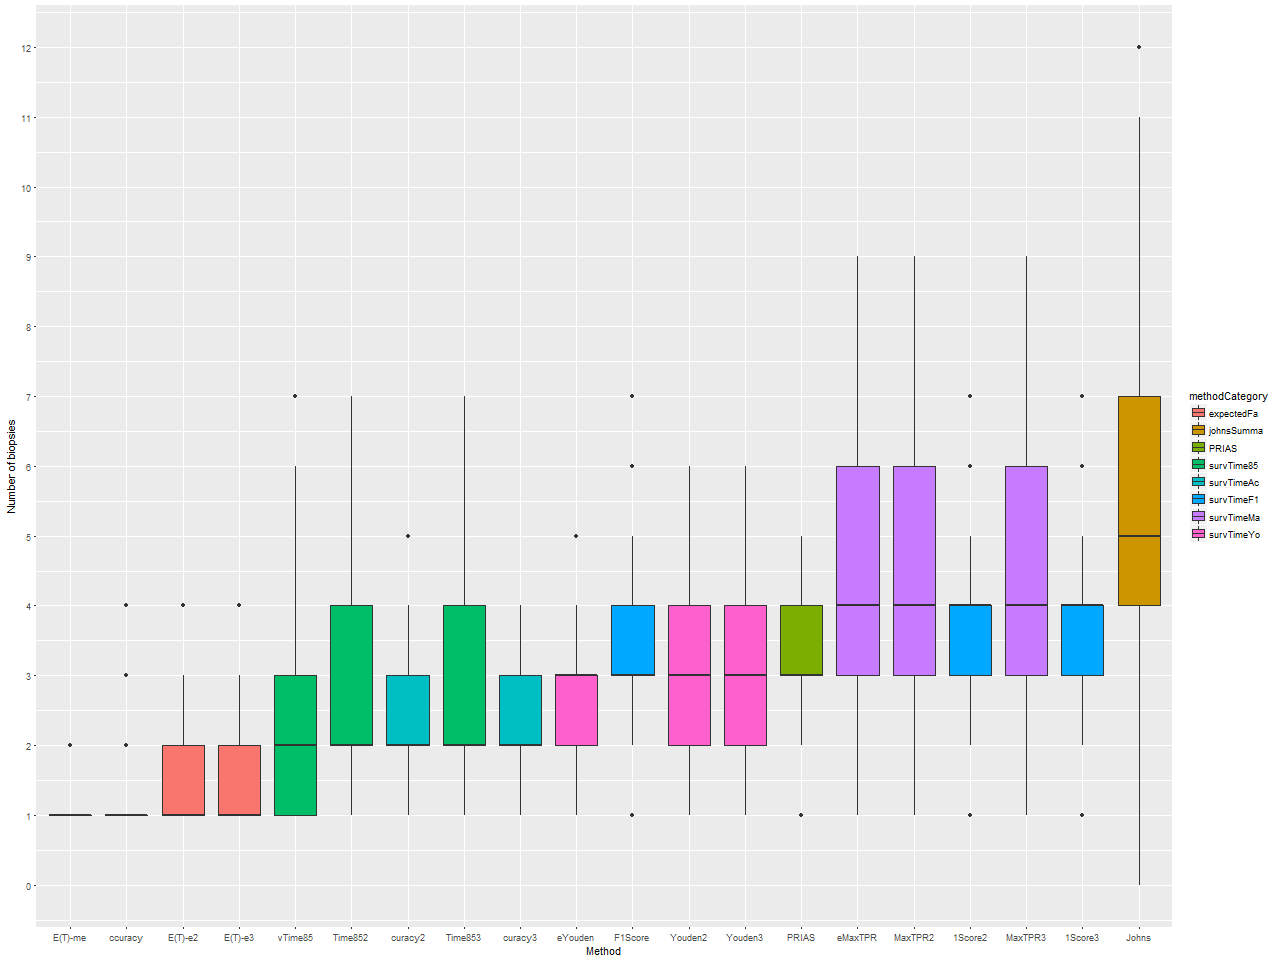 12
11
10
9
8
7
6
5
4
3
2
1
0
Number of biopsies
E(T)-me ccuracy E(T)-e2 E(T)-e3 vTime85 Time852 curacy2 Time853 curacy3 eYouden F1Score Youden2 Youden3 PRIAS eMaxTPR MaxTPR2 1Score2 MaxTPR3 1Score3 Johns
Method
methodCategory
expectedFa
johnsSumma
PRIAS
survTime85
survTimeAc
survTimeF1
survTimeMa
survTimeYo